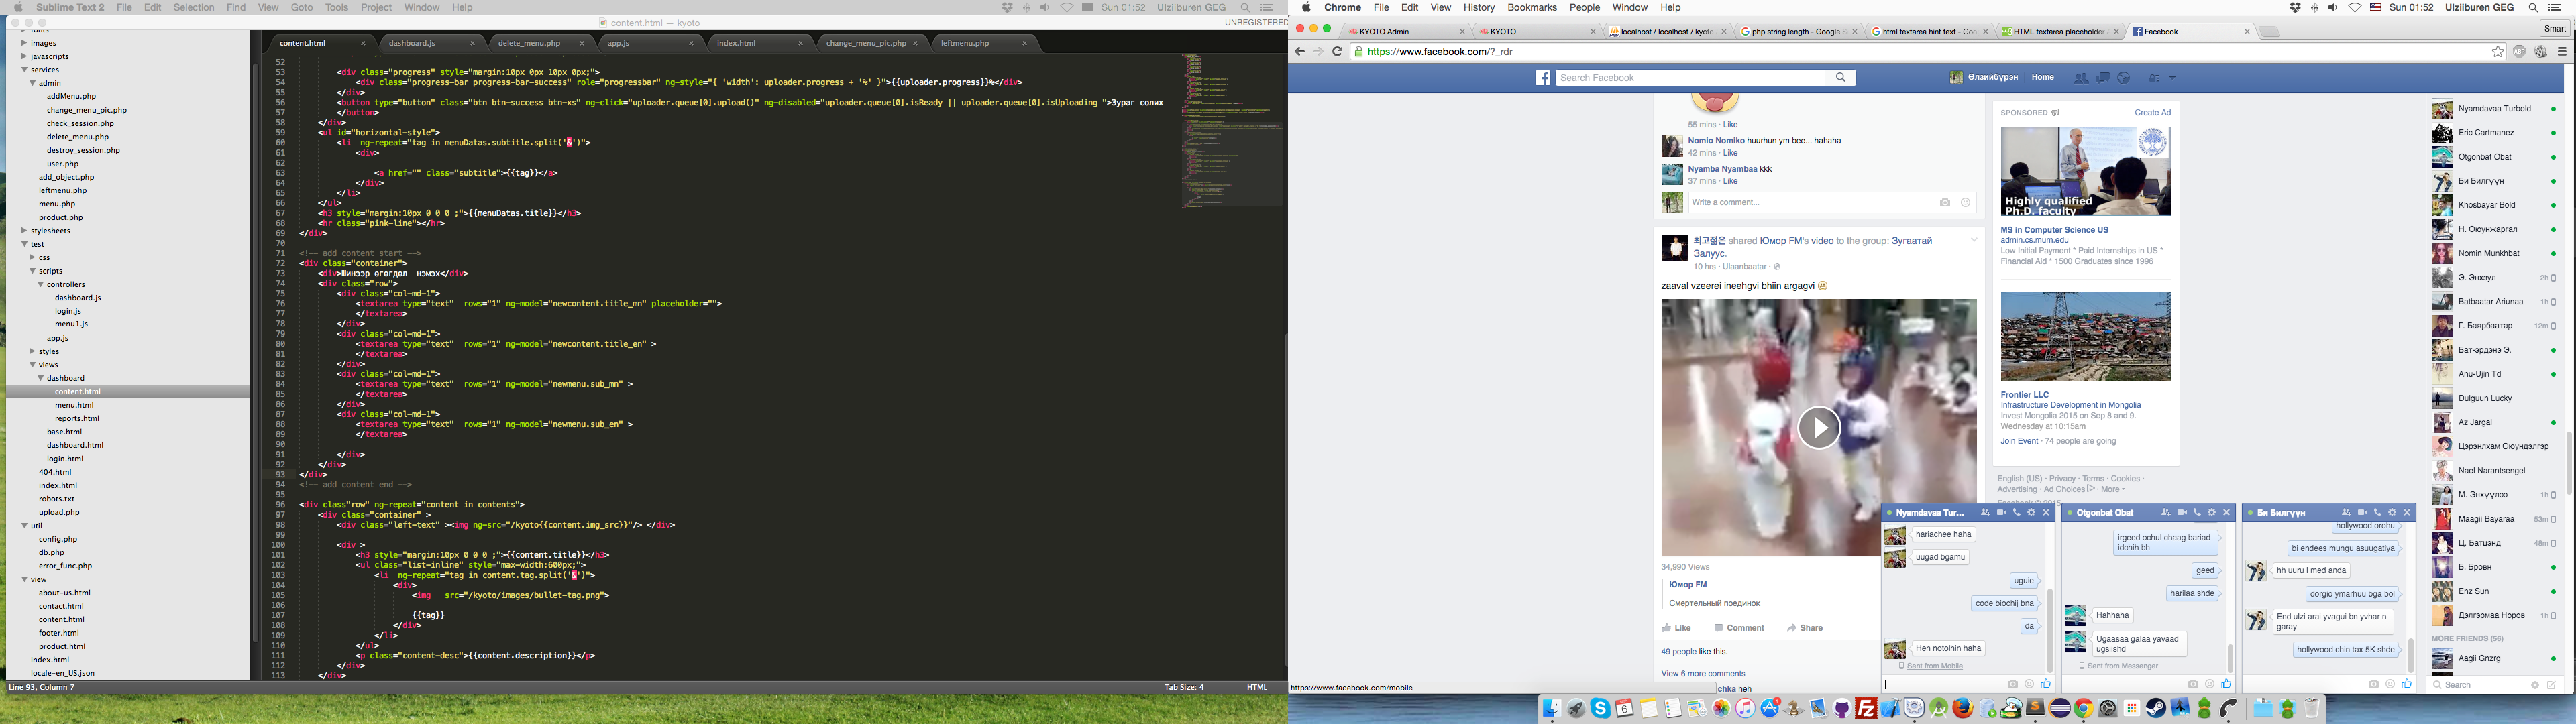 Sublime Text 2 File Edit Selection Find View Goto Tools Project Window Help
Sun 01:52 Ulziiburen GEG
content.html — kyoto
UNREGISTERED
fonts
images
javascripts
services
admin
addMenu.php
change_menu_pic.php
check_session.php
delete_menu.php
destroy_session.php
user.php
add_object.php
leftmenu.php
menu.php
product.php
stylesheets
test
css
scripts
controllers
dashboard.js
login.js
menu1.js
app.js
styles
views
dashboard
content.html
menu.html
reports.html
base.html
dashboard.html
login.html
404.html
index.html
robots.txt
upload.php
util
config.php
db.php
error_func.php
view
about-us.html
contact.html
content.html
footer.html
product.html
index.html
locale-en_US.json
content.html dashboard.js delete_menu.php app.js index.html change_menu_pic.php leftmenu.php
52
53 <div class="progress" style="margin:10px 0px 10px 0px;">
54 <div class="progress-bar progress-bar-success" role="progressbar" ng-style="{ 'width': uploader.progress + '%' }">{{uploader.progress}}%</div>
55 </div>
56 <button type="button" class="btn btn-success btn-xs" ng-click="uploader.queue[0].upload()" ng-disabled="uploader.queue[0].isReady || uploader.queue[0].isUploading ">Зураг солих
57 </button>
58 </div>
59 <ul id="horizontal-style">
60 <li ng-repeat="tag in menuDatas.subtitle.split('&')">
61 <div>
62
63 <a href="" class="subtitle">{{tag}}</a>
64 </div>
65 </li>
66 </ul>
67 <h3 style="margin:10px 0 0 0 ;">{{menuDatas.title}}</h3>
68 <hr class="pink-line"></hr>
69 </div>
70
71 <!-- add content start -->
72 <div class="container">
73 <div>Шинээр өгөгдөл нэмэх</div>
74 <div class="row">
75 <div class="col-md-1">
76 <textarea type="text" rows="1" ng-model="newcontent.title_mn" placeholder="">
77 </textarea>
78 </div>
79 <div class="col-md-1">
80 <textarea type="text" rows="1" ng-model="newcontent.title_en" >
81 </textarea>
82 </div>
83 <div class="col-md-1">
84 <textarea type="text" rows="1" ng-model="newmenu.sub_mn" >
85 </textarea>
86 </div>
87 <div class="col-md-1">
88 <textarea type="text" rows="1" ng-model="newmenu.sub_en" >
89 </textarea>
90
91 </div>
92 </div>
93 </div>
94 <!-- add content end -->
95
96 <div class"row" ng-repeat="content in contents">
97 <div class="container" >
98 <div class="left-text" ><img ng-src="/kyoto{{content.img_src}}"/> </div>
99
100 <div >
101 <h3 style="margin:10px 0 0 0 ;">{{content.title}}</h3>
102 <ul class="list-inline" style="max-width:600px;">
103 <li ng-repeat="tag in content.tag.split('&')">
104 <div>
105 <img src="/kyoto/images/bullet-tag.png">
106
107 {{tag}}
108 </div>
109 </li>
110 </ul>
111 <p class="content-desc">{{content.description}}</p>
112 </div>
113 </div>
Line 93, Column 7
Tab Size: 4 HTML
Chrome File Edit View History Bookmarks People Window Help
Sun 01:52 Ulziiburen GEG
KYOTO Admin KYOTO localhost / localhost / kyoto php string length - Google S html textarea hint text - Goo HTML textarea placeholder Facebook
Smart
https://www.facebook.com/?_rdr
Search Facebook
Өлзийбүрэн Home
55 mins · Like
Nomio Nomiko huurhun ym bee... hahaha
42 mins · Like
Nyamba Nyambaa kkk
37 mins · Like
Write a comment...
최고젊은 shared Юмор FM's video to the group: Зугаатай
Залуус.
10 hrs · Ulaanbaatar ·
zaaval vzeerei ineehgvi bhiin argagvi
34,990 Views
Юмор FM
Смертельный поединок
Like Comment Share
49 people like this.
View 6 more comments
chka heh
https://www.facebook.com/mobile
SPONSORED
Create Ad
Highly qualified
Ph.D. faculty
MS in Computer Science US
admin.cs.mum.edu
Low Initial Payment * Paid Internships in US *
Financial Aid * 1500 Graduates since 1996
Frontier LLC
Infrastructure Development in Mongolia
Invest Mongolia 2015 on Sep 8 and 9.
Wednesday at 10:15am
Join Event · 74 people are going
English (US) · Privacy · Terms · Cookies ·
Advertising · Ad Choices · More
Nyamdavaa Tur...
hariachee haha
uugad bgamu
uguie
code biochij bna
da
Hen notolhin haha
Sent from Mobile
Otgonbat Obat
irgeed ochul chaag bariad
idchih bh
geed
harilaa shde
Hahhaha
Ugaasaa galaa yavaad
ugsiishd
Sent from Messenger
Би Билгүүн
hollywood orohu
bi endees mungu asuugatiya
hh uuru l med anda
dorgio ymarhuu bga bol
End ulzi arai yvagui bn yvhar n
garay
hollywood chin tax 5K shde
Nyamdavaa Turbold
Eric Cartmanez
Otgonbat Obat
Би Билгүүн
Khosbayar Bold
Н. Оюунжаргал
Nomin Munkhbat
Э. Энхзул 2h
Batbaatar Ariunaa 1h
Г. Баярбаатар 12m
Бат-эрдэнэ Э.
Anu-Ujin Td
Dulguun Lucky
Az Jargal
Цэрэнлхам Оюундэлгэр
Nael Narantsengel
М. Энхүүлээ 1h
Maagii Bayaraa 53m
Ц. Батцэнд 48m
Б. Бровн
Enz Sun
Дэлгэрмаа Норов 1h
MORE FRIENDS (56)
Aagii Gnzrg
Search